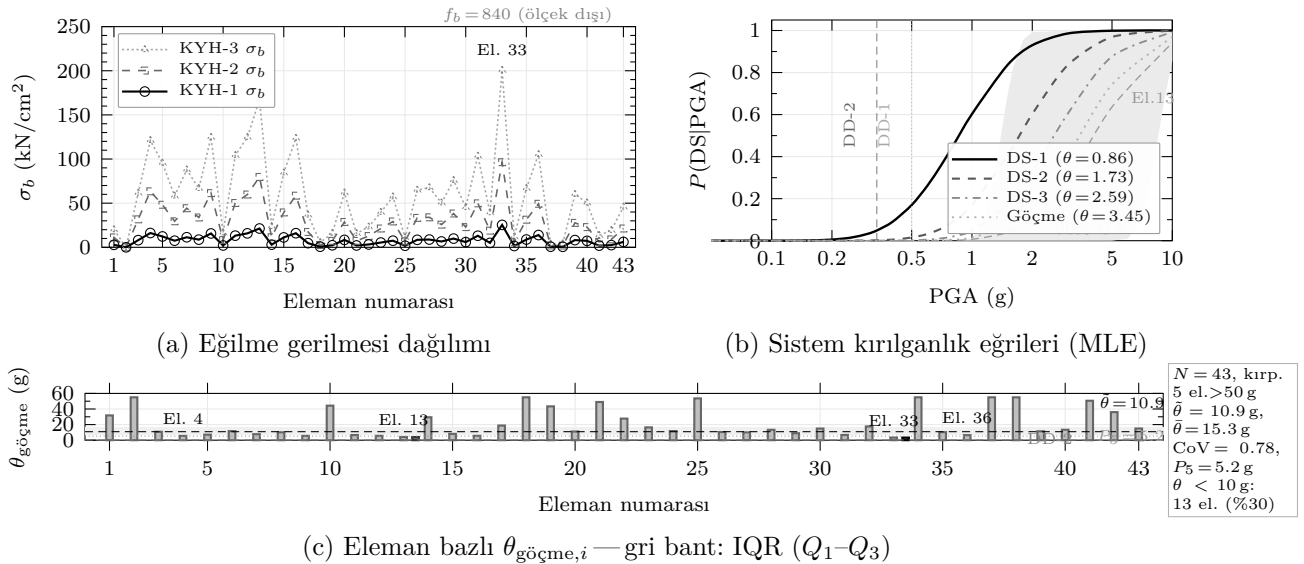 f_b = 840 (ölçek dışı)
250
200
150
100
50
0
σ_b (kN/cm²)
KYH-3 σ_b
KYH-2 σ_b
KYH-1 σ_b
El. 33
1 5 10 15 20 25 30 35 40 43
Eleman numarası
(a) Eğilme gerilmesi dağılımı
1
0.8
0.6
0.4
0.2
0
P(DS|PGA)
DD-2
DD-1
El.13
DS-1 (θ=0.86)
DS-2 (θ=1.73)
DS-3 (θ=2.59)
Göçme (θ=3.45)
0.1 0.2 0.5 1 2 5 10
PGA (g)
(b) Sistem kırılganlık eğrileri (MLE)
60
40
20
0
θ_göçme (g)
El. 4
El. 13
El. 33
El. 36
θ̃=10.9
DD-2
1 5 10 15 20 25 30 35 40 43
Eleman numarası
N = 43, kırp.
5 el.>50 g
θ̃ = 10.9 g,
θ̄=15.3 g
CoV = 0.78,
P₅=5.2 g
θ < 10 g:
13 el. (%30)
(c) Eleman bazlı θ_göçme,i — gri bant: IQR (Q₁–Q₃)